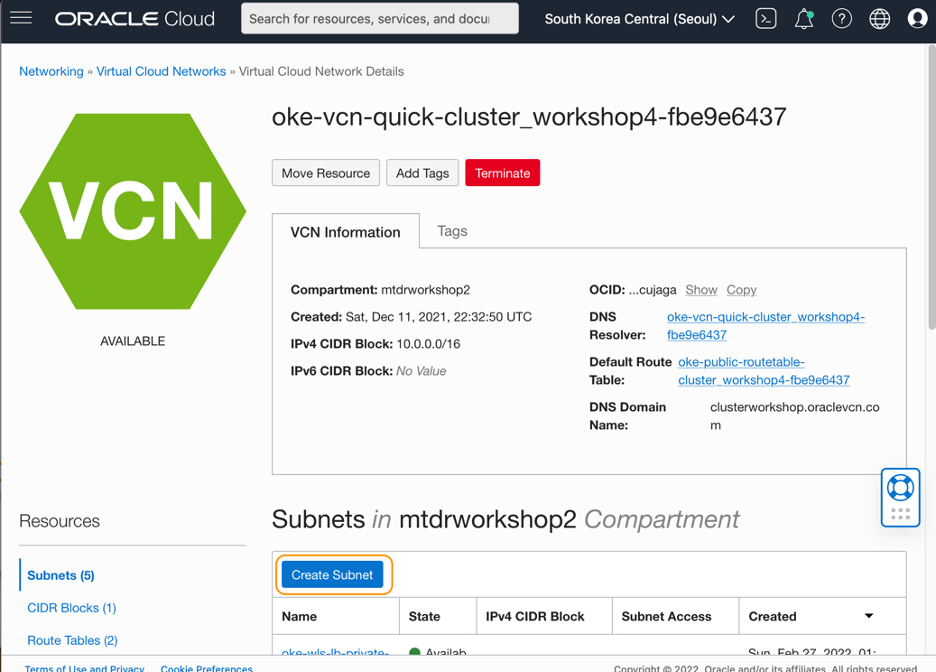 ORACLE Cloud
Search for resources, services, and docu
South Korea Central (Seoul)
Networking » Virtual Cloud Networks » Virtual Cloud Network Details
VCN
AVAILABLE
oke-vcn-quick-cluster_workshop4-fbe9e6437
Move Resource
Add Tags
Terminate
VCN Information
Tags
Compartment: mtdrworkshop2
Created: Sat, Dec 11, 2021, 22:32:50 UTC
IPv4 CIDR Block: 10.0.0.0/16
IPv6 CIDR Block: No Value
OCID: ...cujaga Show Copy
DNS Resolver: oke-vcn-quick-cluster_workshop4-
fbe9e6437
Default Route Table: oke-public-routetable-
cluster_workshop4-fbe9e6437
DNS Domain Name: clusterworkshop.oraclevcn.co
m
Resources
Subnets (5)
CIDR Blocks (1)
Route Tables (2)
Subnets in mtdrworkshop2 Compartment
Create Subnet
Name State IPv4 CIDR Block Subnet Access Created
oke-wls-lb-private- Availab Sun, Feb 27, 2022, 01:
Terms of Use and Privacy Cookie Preferences
Copyright © 2022, Oracle and/or its affiliates. All rights reserved.